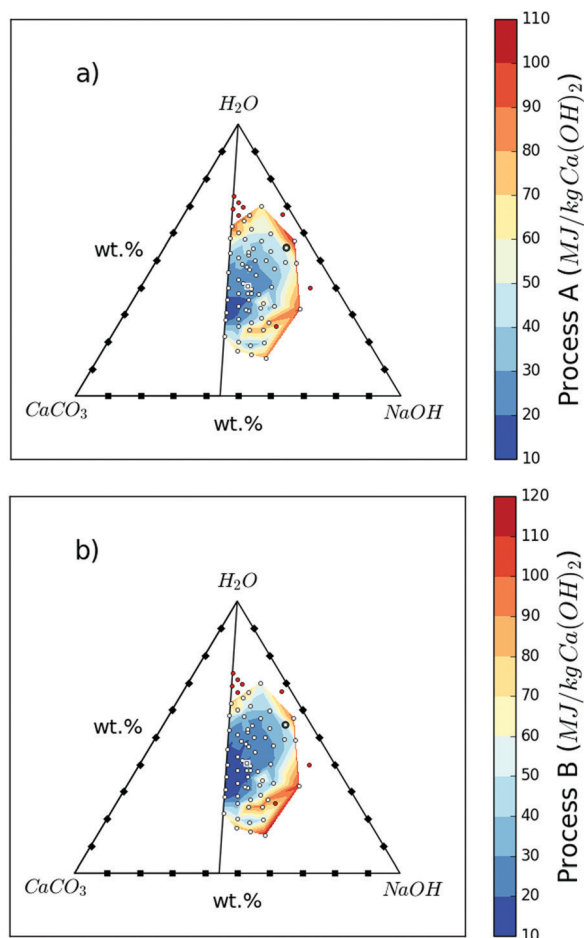 a)
H₂O
wt.%
CaCO₃
NaOH
wt.%
110
100
90
80
70
60
50
40
30
20
10
Process A (MJ/kgCa(OH)₂)
b)
H₂O
wt.%
CaCO₃
NaOH
wt.%
120
110
100
90
80
70
60
50
40
30
20
10
Process B (MJ/kgCa(OH)₂)